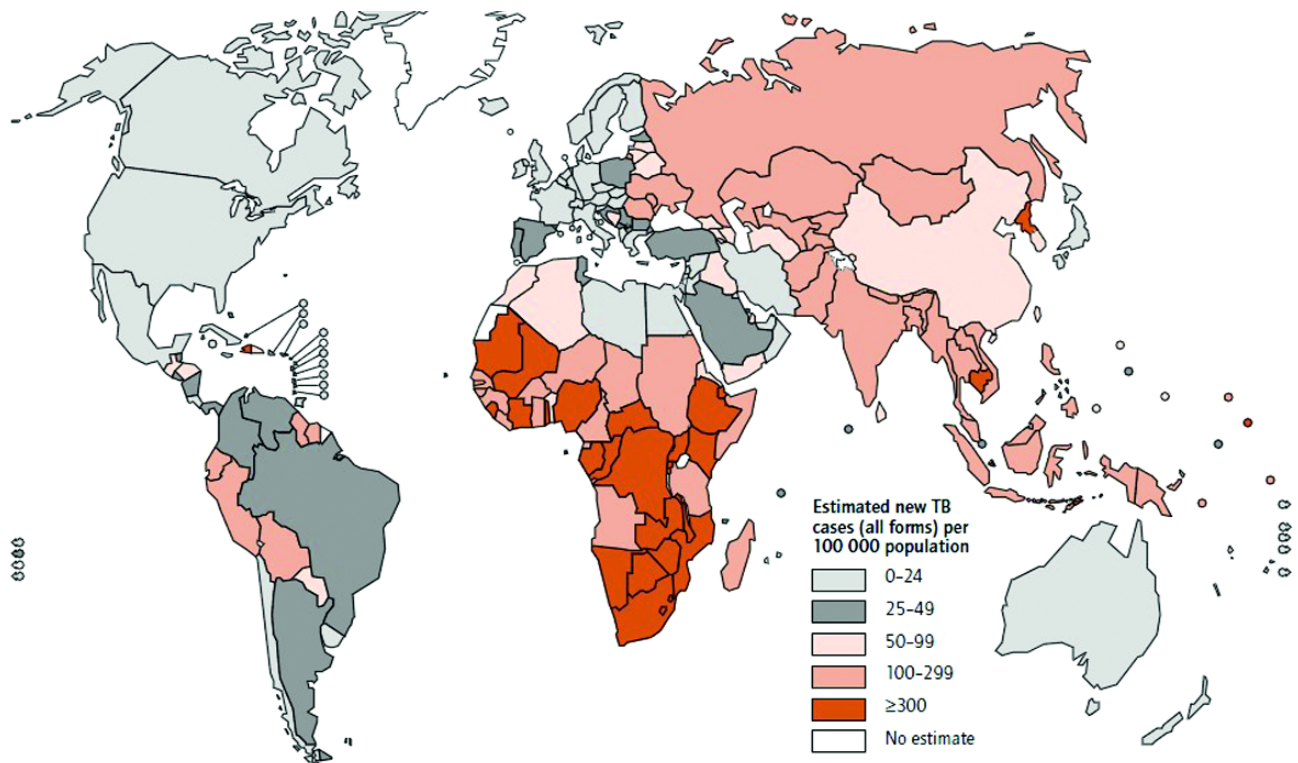 Estimated new TB
cases (all forms) per
100 000 population
0–24
25–49
50–99
100–299
≥300
No estimate